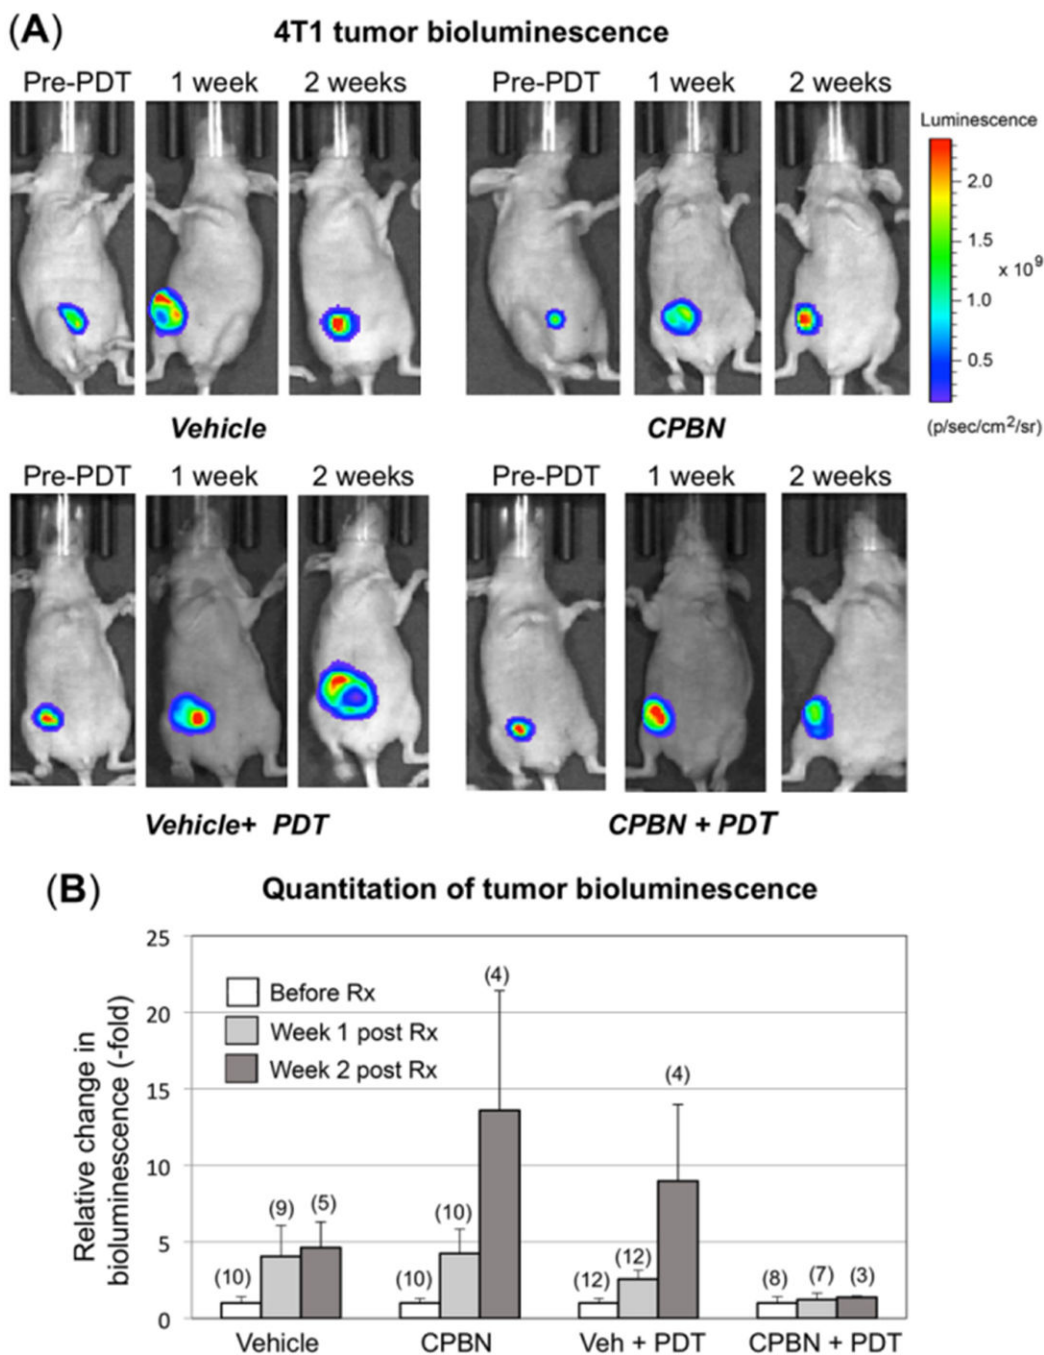 (A)
4T1 tumor bioluminescence
Pre-PDT 1 week 2 weeks Pre-PDT 1 week 2 weeks
Luminescence
2.0
1.5
x 10⁹
1.0
0.5
(p/sec/cm²/sr)
Vehicle CPBN
Pre-PDT 1 week 2 weeks Pre-PDT 1 week 2 weeks
Vehicle+ PDT CPBN + PDT
(B)
Quantitation of tumor bioluminescence
Relative change in
bioluminescence (-fold)
25
20
15
10
5
0
Before Rx
Week 1 post Rx
Week 2 post Rx
(10) (9) (5) (10) (10) (4) (12) (12) (4) (8) (7) (3)
Vehicle CPBN Veh + PDT CPBN + PDT